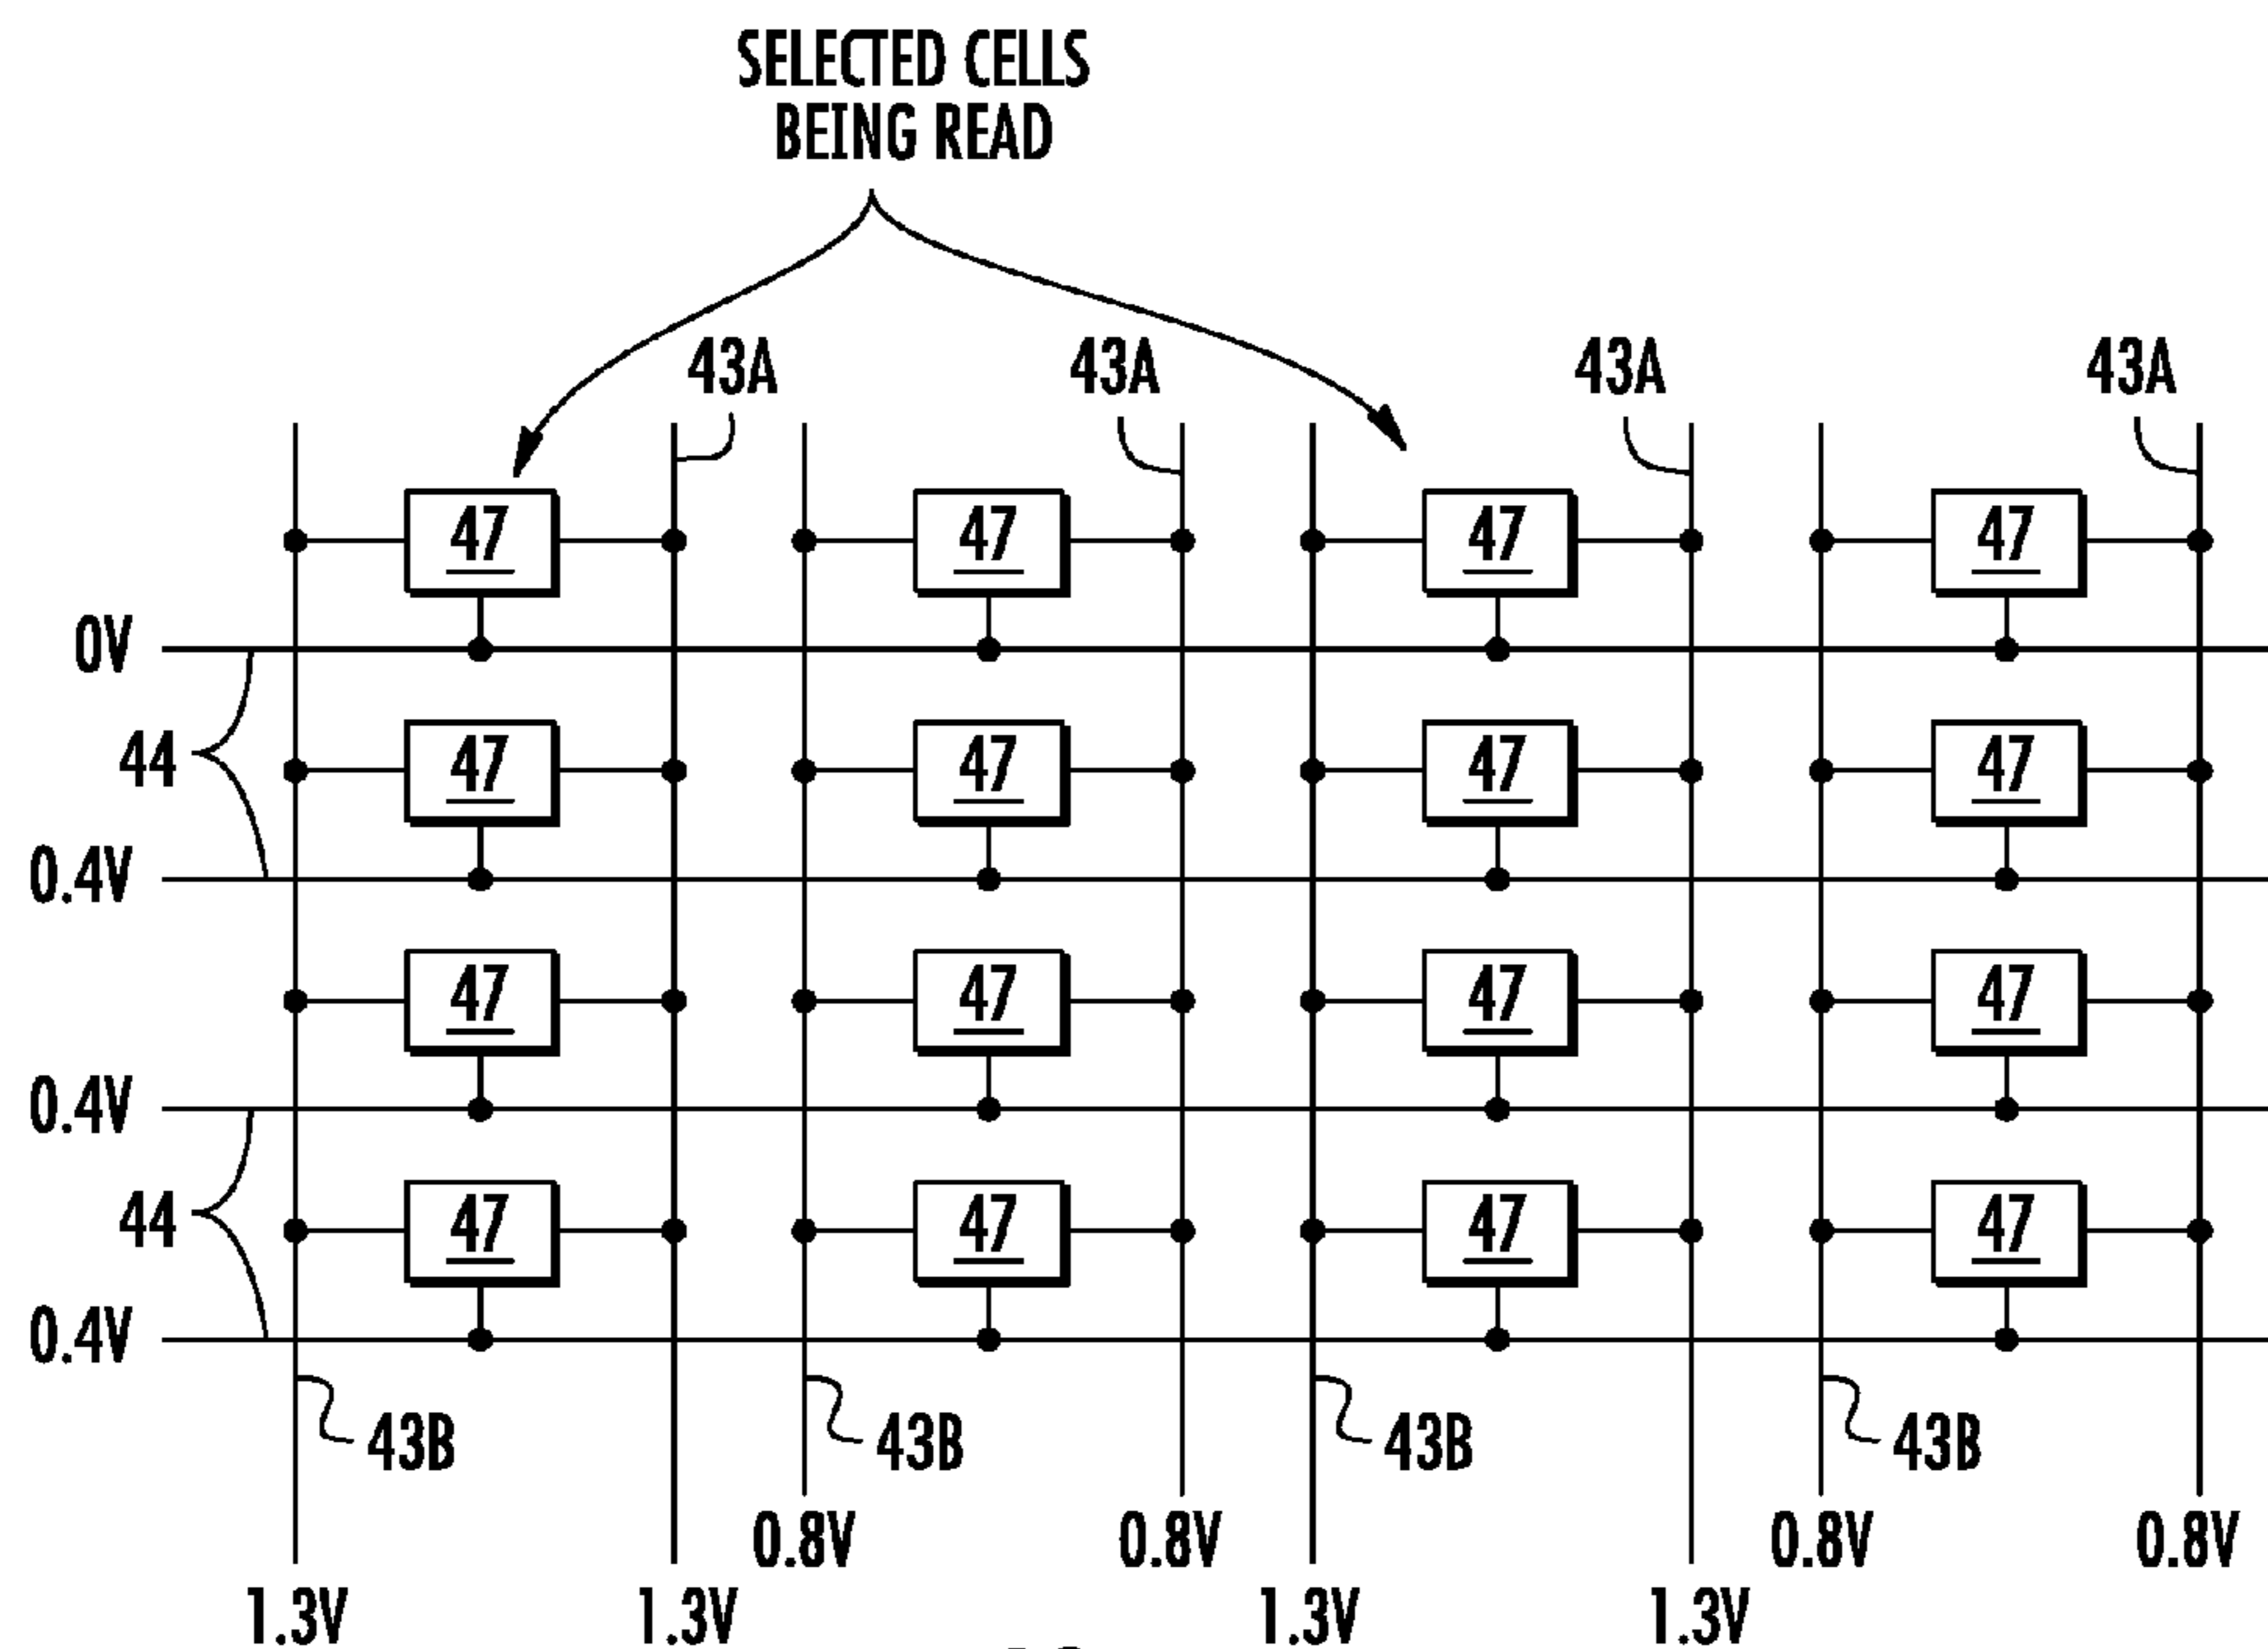 SELECTED CELLS
BEING READ
43A 43A 43A 43A
47 47 47 47
0V
44
47 47 47 47
0.4V
47 47 47 47
0.4V
44
47 47 47 47
0.4V
43B 43B 43B 43B
0.8V 0.8V 0.8V 0.8V
1.3V 1.3V 1.3V 1.3V